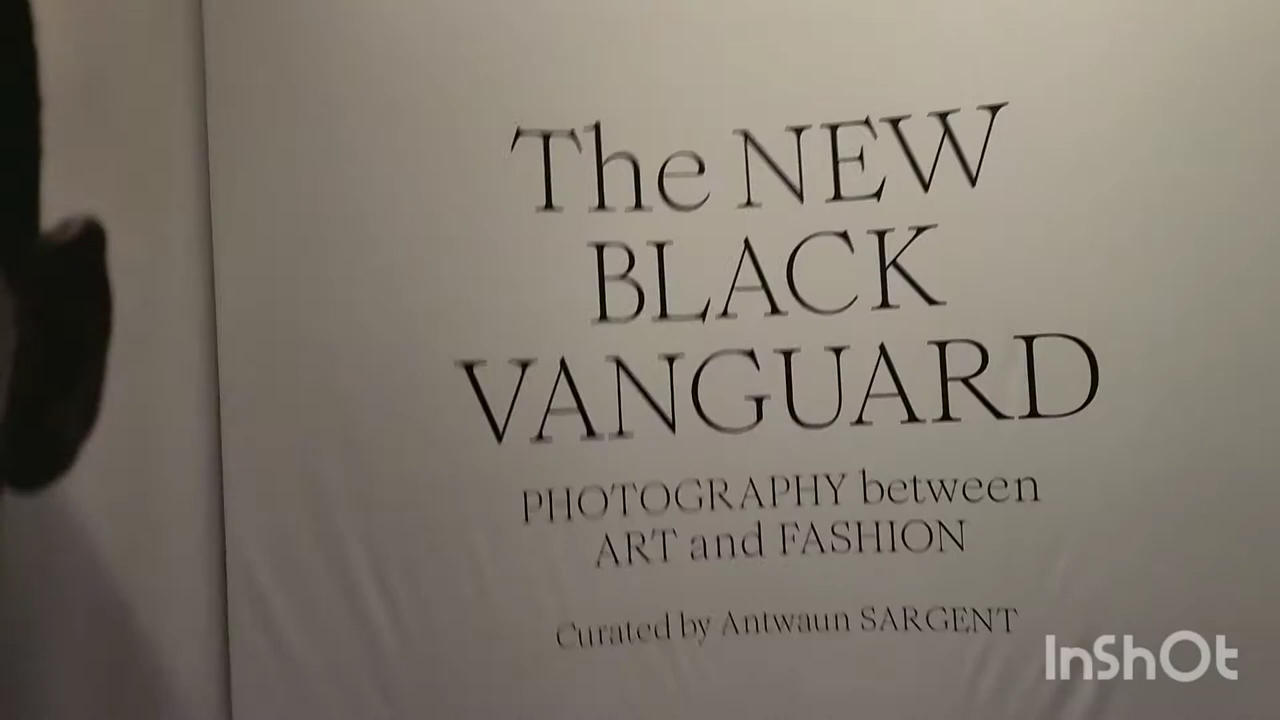 The NEW
BLACK
VANGUARD
PHOTOGRAPHY between
ART and FASHION
Curated by Antwaun SARGENT
InShOt